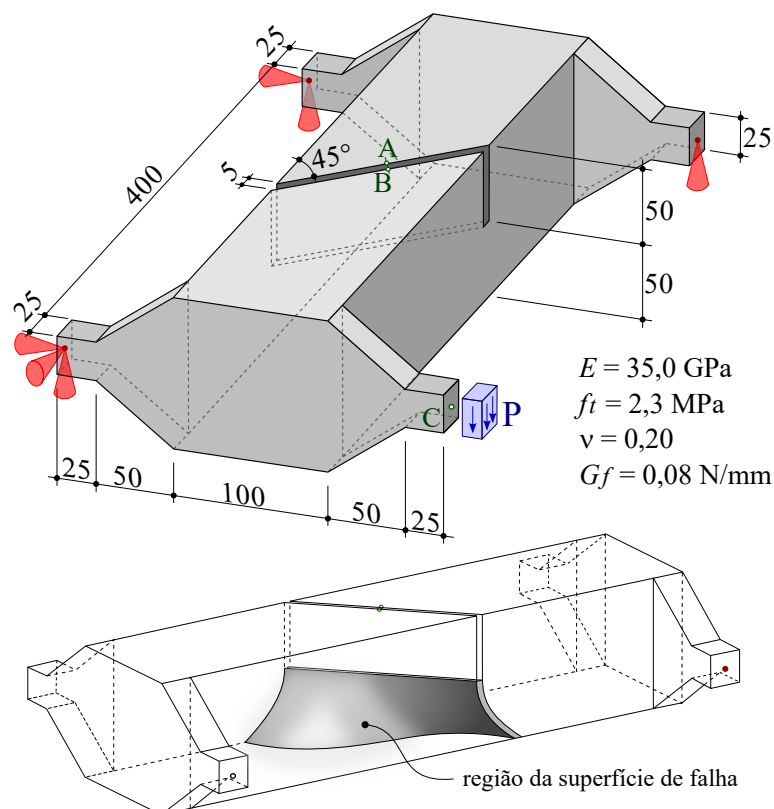 25
400
5
45°
A
B
25
50
50
25
C
P
25
50
100
50
25
E = 35,0 GPa
ft = 2,3 MPa
ν = 0,20
Gf = 0,08 N/mm
região da superfície de falha